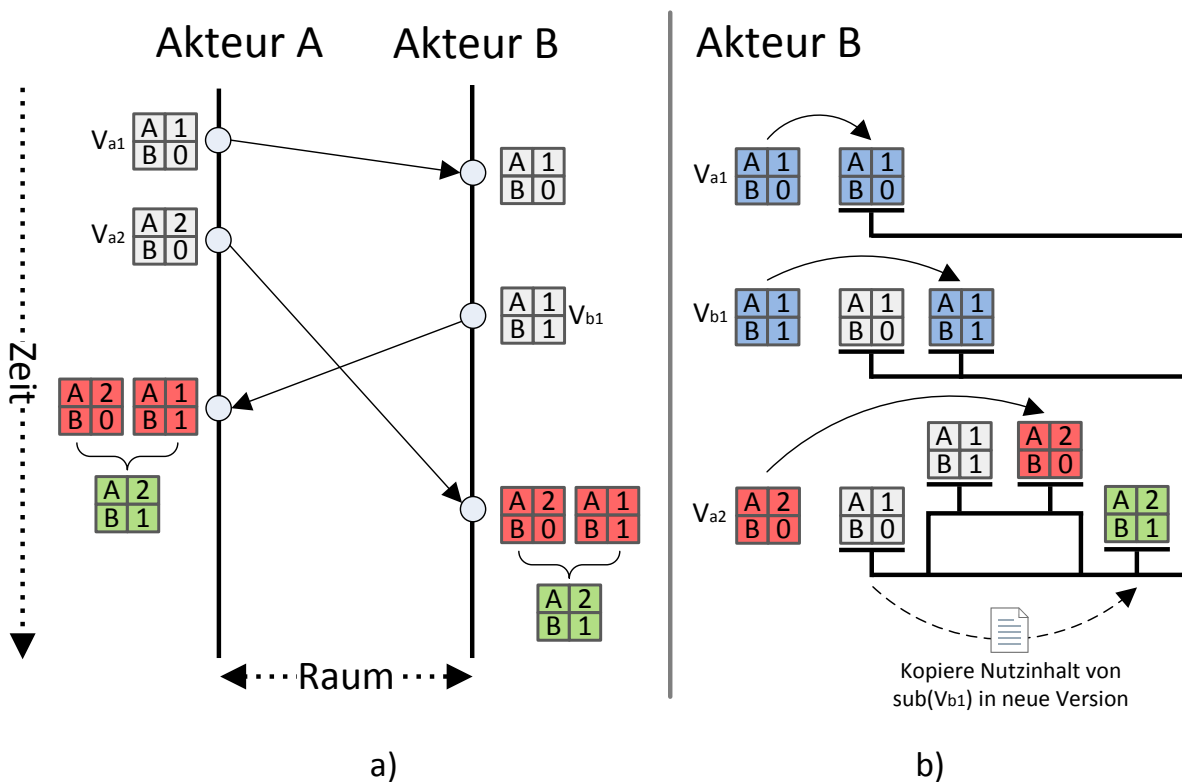 Akteur A
Akteur B
Va1
A 1
B 0
A 1
B 0
Va2
A 2
B 0
A 1
B 1
Vb1
Zeit
A 2
B 0
A 1
B 1
A 2
B 1
A 2
B 0
A 1
B 1
A 2
B 1
Raum
a)
Akteur B
Va1
A 1
B 0
A 1
B 0
Vb1
A 1
B 1
A 1
B 0
A 1
B 1
Va2
A 2
B 0
A 1
B 0
A 1
B 1
A 2
B 0
A 2
B 1
Kopiere Nutzinhalt von
sub(Vb1) in neue Version
b)